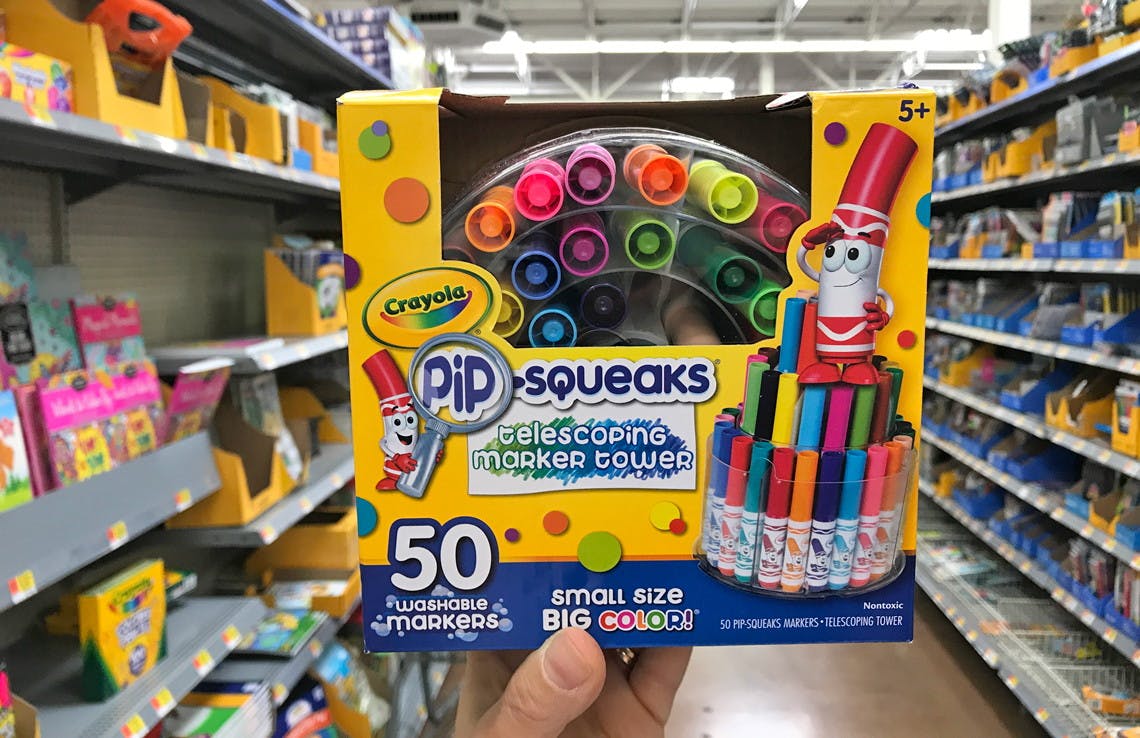 5+
Crayola
PiP-SQUEAKS
telescoping
marker tower
50
washable
markers
small size
BIG COLOR!
Nontoxic
50 PIP-SQUEAKS MARKERS • TELESCOPING TOWER
Crayola